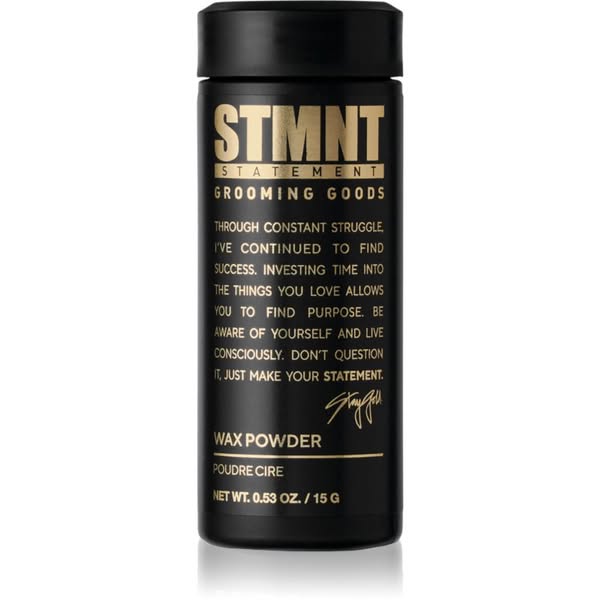 STMNT
STATEMENT
GROOMING GOODS
THROUGH CONSTANT STRUGGLE,
I'VE CONTINUED TO FIND
SUCCESS. INVESTING TIME INTO
THE THINGS YOU LOVE ALLOWS
YOU TO FIND PURPOSE. BE
AWARE OF YOURSELF AND LIVE
CONSCIOUSLY. DON'T QUESTION
IT, JUST MAKE YOUR STATEMENT.
StayGold.
WAX POWDER
POUDRE CIRE
NET WT. 0.53 OZ. / 15 G